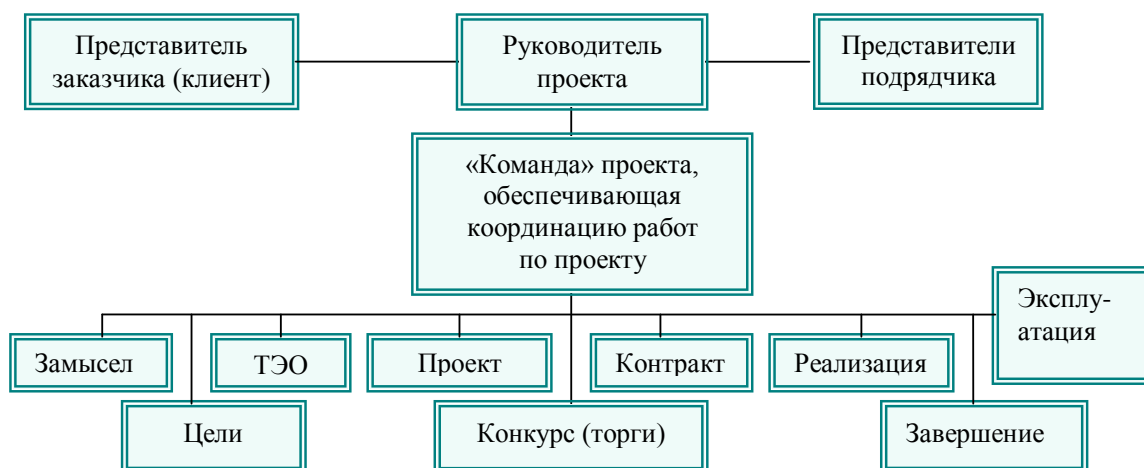 Представитель
заказчика (клиент)
Руководитель
проекта
Представители
подрядчика
«Команда» проекта,
обеспечивающая
координацию работ
по проекту
Эксплу-
атация
Замысел
ТЭО
Проект
Контракт
Реализация
Цели
Конкурс (торги)
Завершение